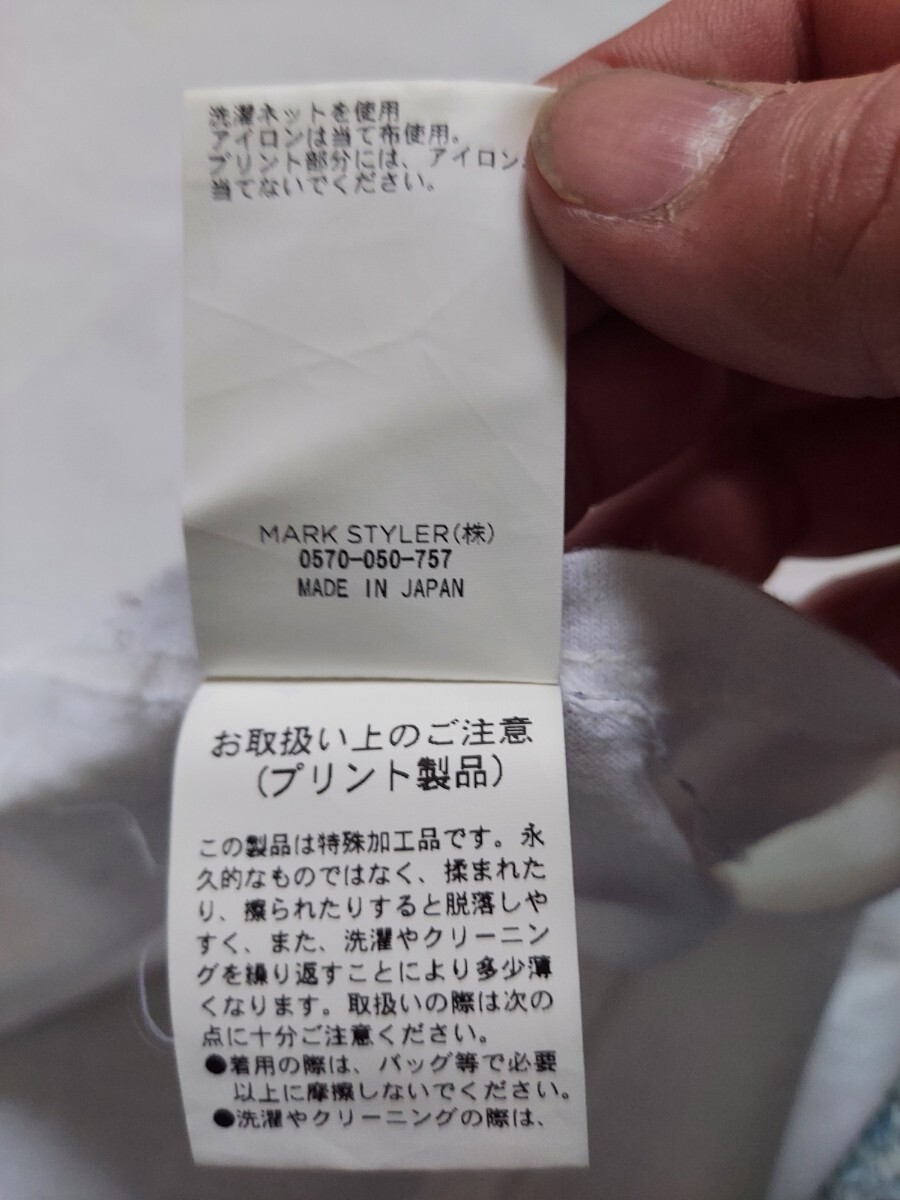 洗濯ネットを使用
アイロンは当て布使用。
プリント部分には、アイロン
当てないでください。
MARK STYLER(株)
0570-050-757
MADE IN JAPAN
お取扱い上のご注意
(プリント製品)
この製品は特殊加工品です。永
久的なものではなく、揉まれた
り、擦られたりすると脱落しや
すく、また、洗濯やクリーニン
グを繰り返すことにより多少薄
くなります。取扱いの際は次の
点に十分ご注意ください。
●着用の際は、バッグ等で必要
以上に摩擦しないでください。
●洗濯やクリーニングの際は、